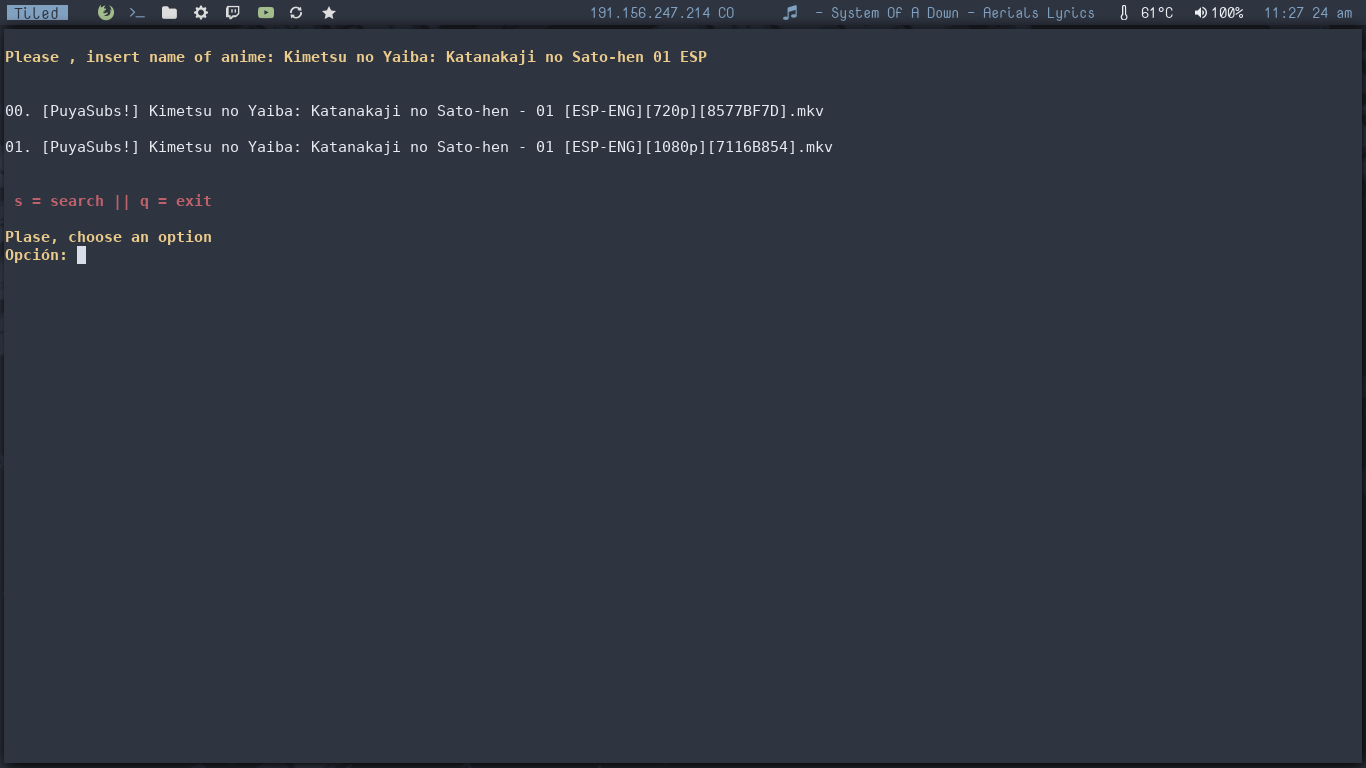 Tiled 191.156.247.214 CO - System Of A Down - Aerials Lyrics 61°C 100% 11:27 24 am
Please , insert name of anime: Kimetsu no Yaiba: Katanakaji no Sato-hen 01 ESP
00. [PuyaSubs!] Kimetsu no Yaiba: Katanakaji no Sato-hen - 01 [ESP-ENG][720p][8577BF7D].mkv
01. [PuyaSubs!] Kimetsu no Yaiba: Katanakaji no Sato-hen - 01 [ESP-ENG][1080p][7116B854].mkv
s = search || q = exit
Plase, choose an option
Opción: